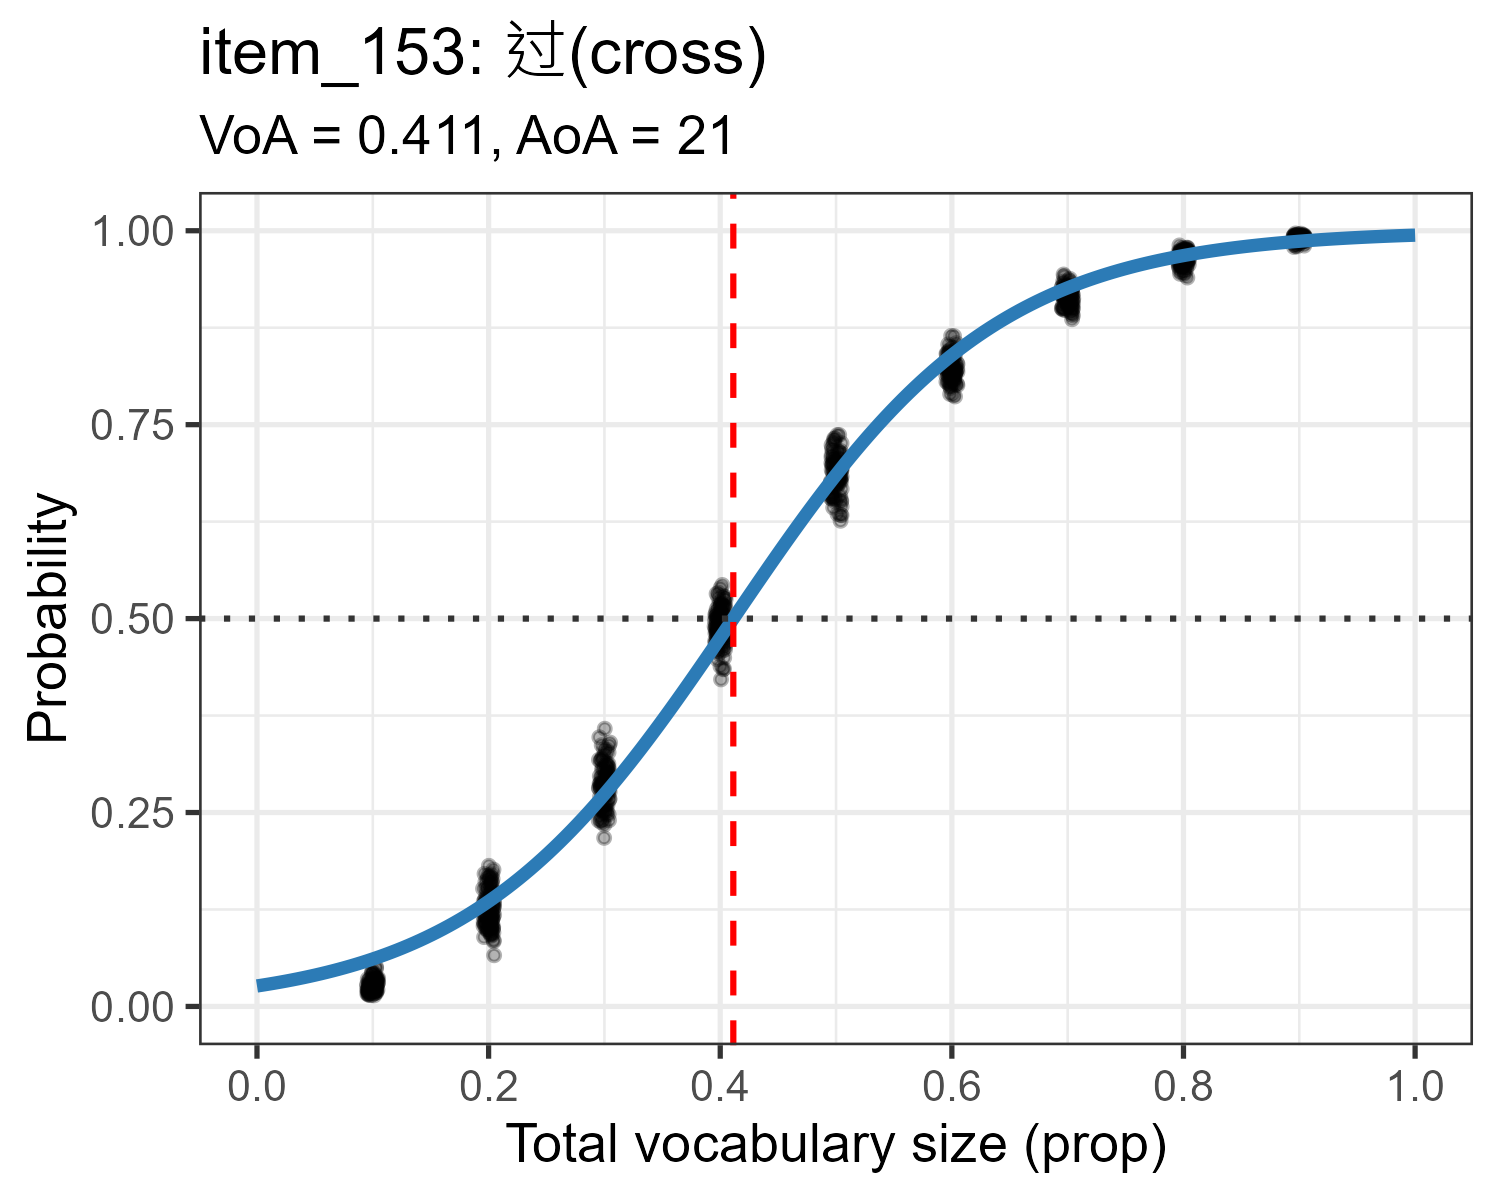 item_153: 过(cross)
VoA = 0.411, AoA = 21
1.00
0.75
0.50
0.25
0.00
Probability
0.0 0.2 0.4 0.6 0.8 1.0
Total vocabulary size (prop)